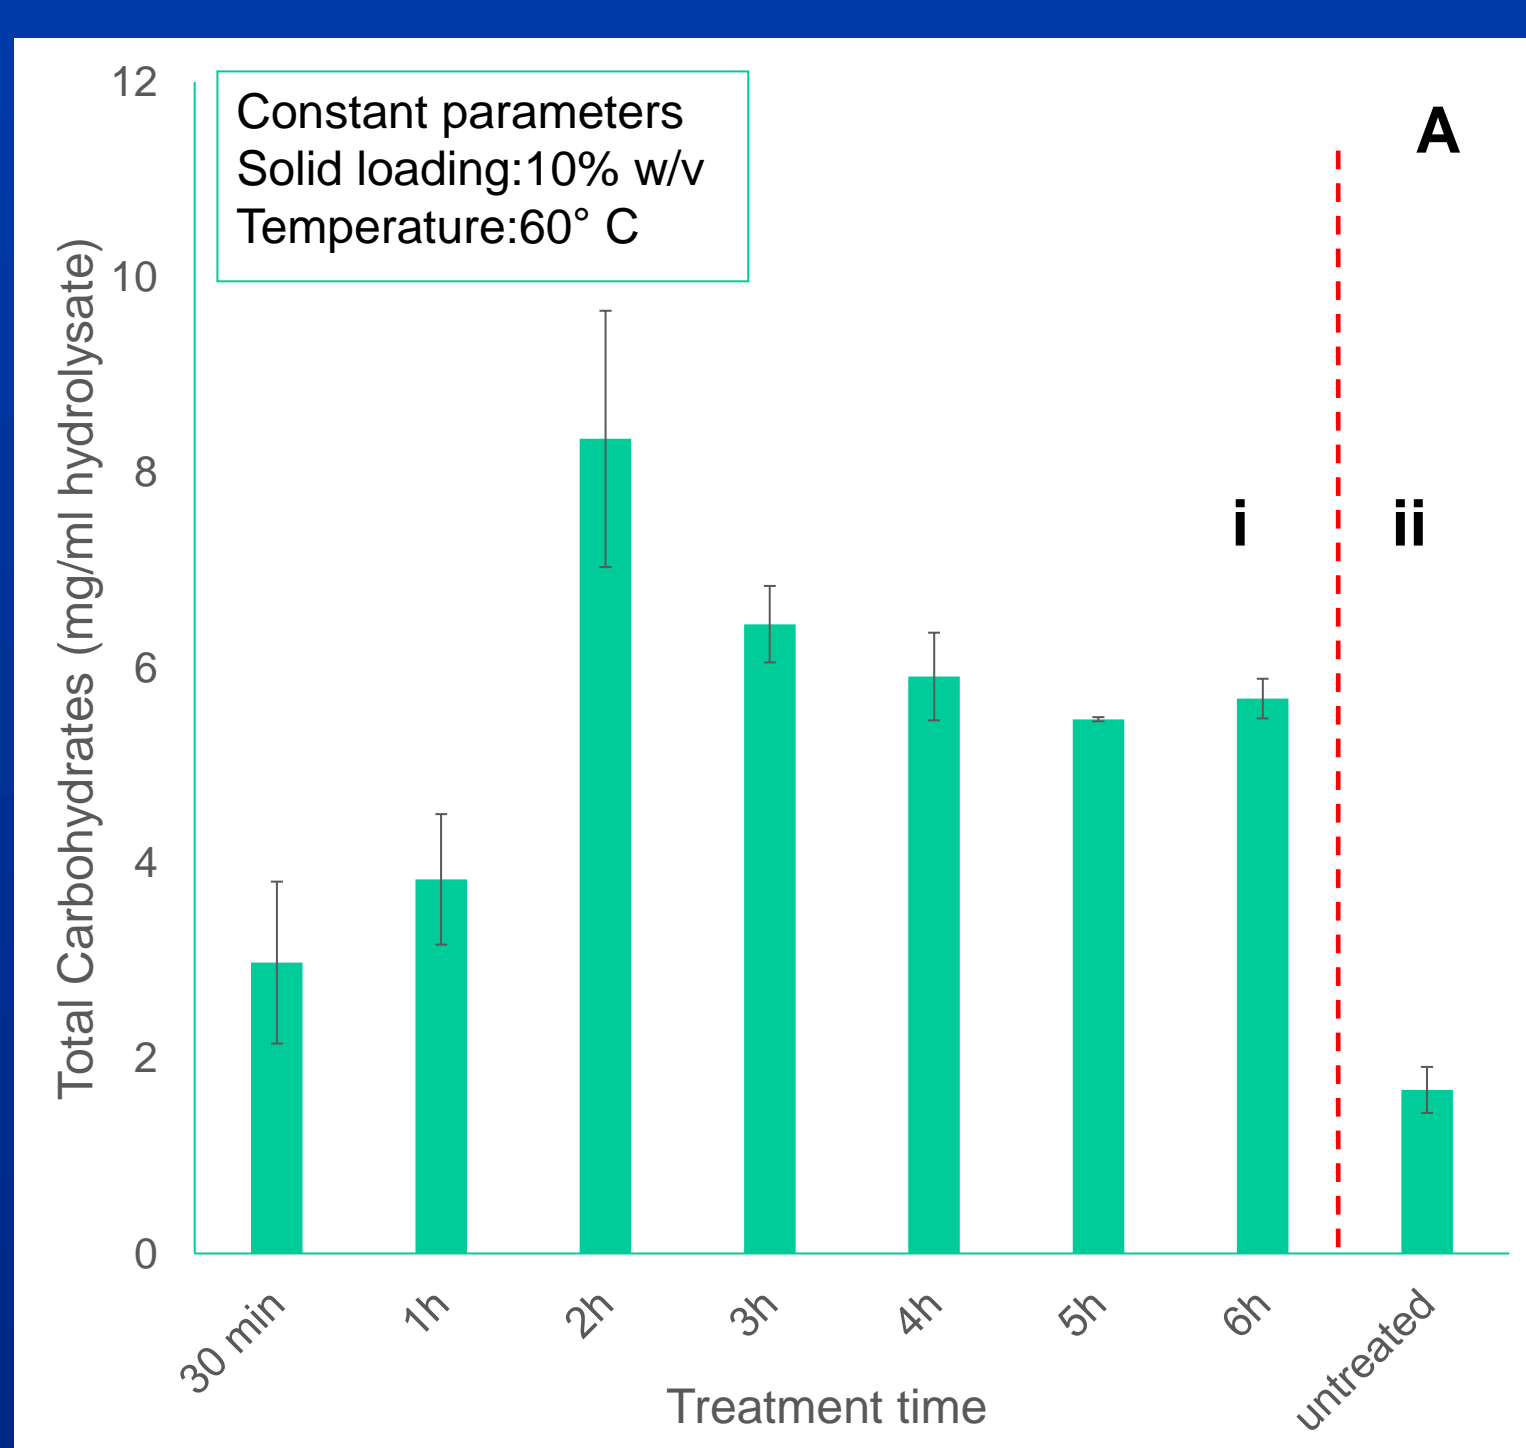 12
10
8
6
4
2
0
Total Carbohydrates (mg/ml hydrolysate)
Constant parameters
Solid loading:10% w/v
Temperature:60° C
A
i
ii
30 min
1h
2h
3h
4h
5h
6h
untreated
Treatment time